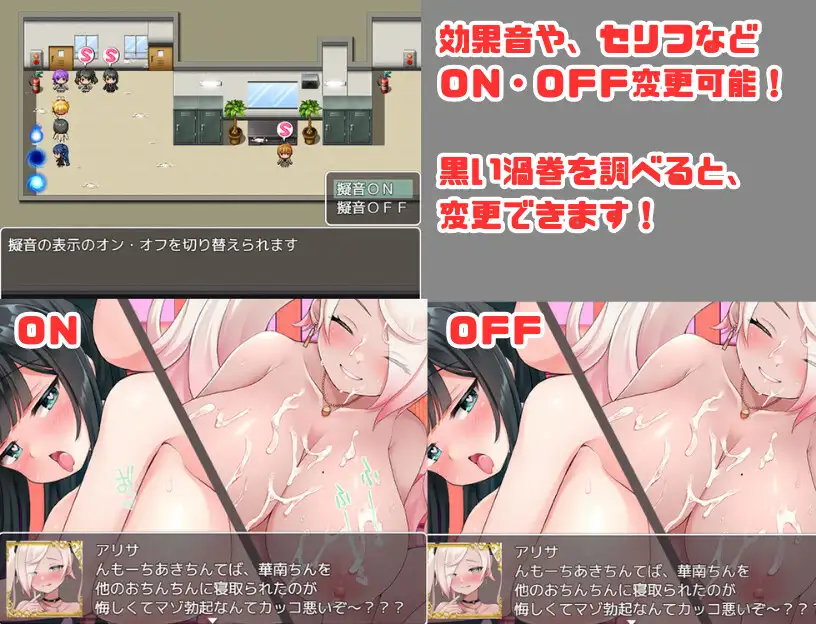 効果音や、セリフなど
ON・OFF変更可能！
黒い渦巻を調べると、
変更できます！
S
S
S
擬音ON
擬音OFF
擬音の表示のオン・オフを切り替えられます
ON
アリサ
んもーちあきちんてば、華南ちんを
他のおちんちんに寝取られたのが
悔しくてマゾ勃起なんてカッコ悪いぞ～？？？
OFF
アリサ
んもーちあきちんてば、華南ちんを
他のおちんちんに寝取られたのが
悔しくてマゾ勃起なんてカッコ悪いぞ～？？？